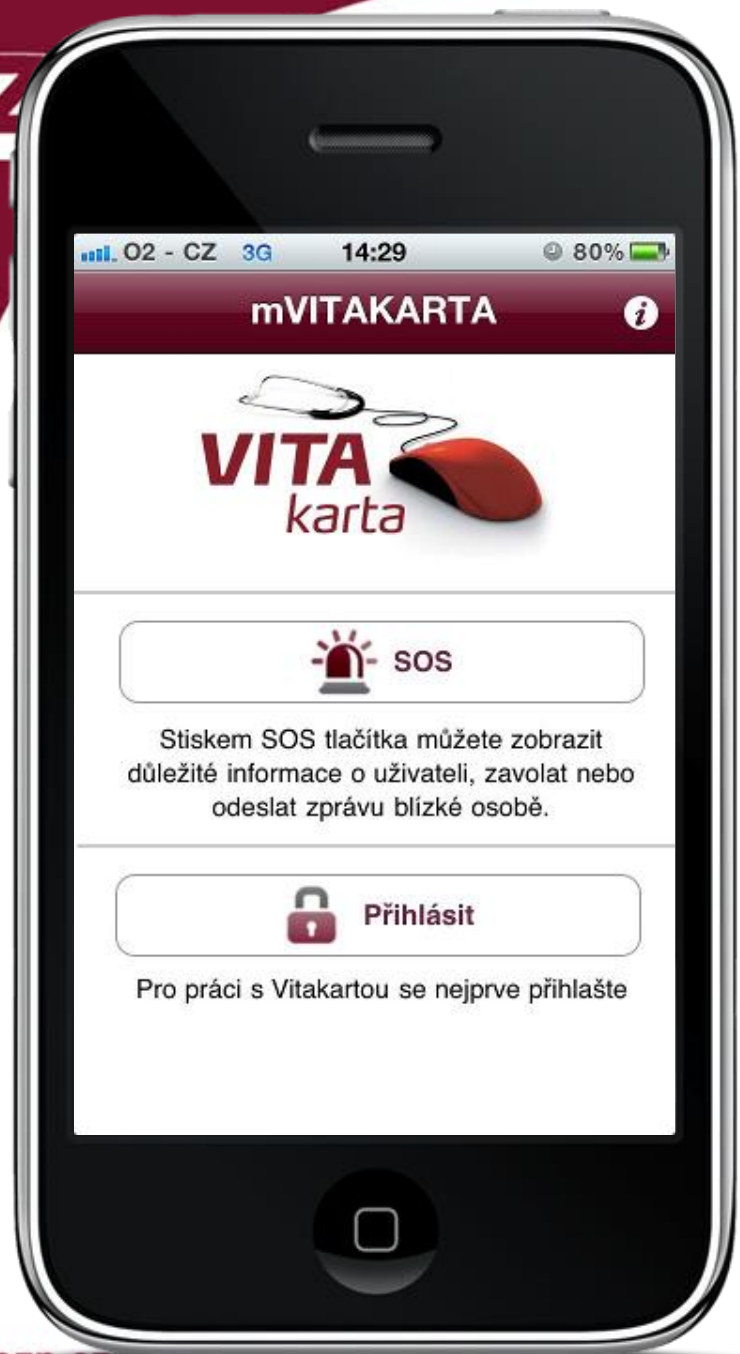 O2 - CZ 3G 14:29 80%
mVITAKARTA
VITA
karta
SOS
Stiskem SOS tlačítka můžete zobrazit
důležité informace o uživateli, zavolat nebo
odeslat zprávu blízké osobě.
Přihlásit
Pro práci s Vitakartou se nejprve přihlašte